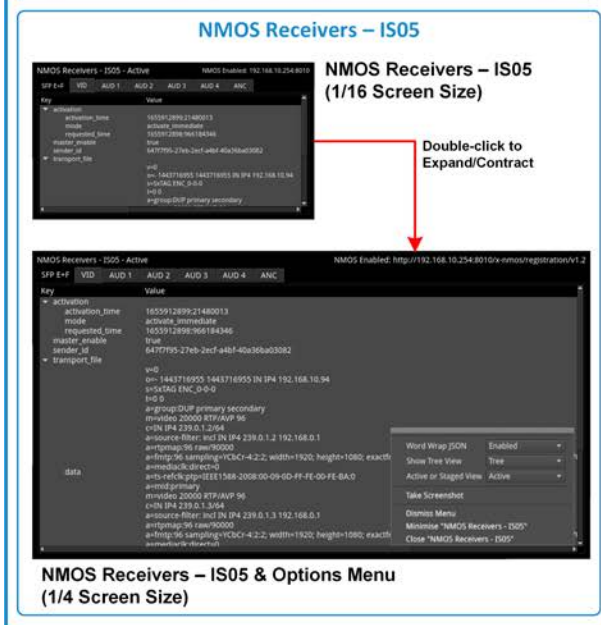 NMOS Receivers – IS05
NMOS Receivers - IS05 - Active
NMOS Enabled: 192.168.10.254:8010
SFP E+F VID AUD 1 AUD 2 AUD 3 AUD 4 ANC
Key Value
activation
activation_time 1655912899:21480013
mode activate_immediate
requested_time 1655912898:966184346
master_enable true
sender_id 647f7f95-27eb-2ecf-a4bf-40a36ba03082
transport_file
v=0
o=- 1443716955 1443716955 IN IP4 192.168.10.94
s=SxTAG ENC_0-0-0
t=0 0
a=group:DUP primary secondary
NMOS Receivers – IS05
(1/16 Screen Size)
Double-click to
Expand/Contract
NMOS Receivers - IS05 - Active
NMOS Enabled: http://192.168.10.254:8010/x-nmos/registration/v1.2
SFP E+F VID AUD 1 AUD 2 AUD 3 AUD 4 ANC
Key Value
activation
activation_time 1655912899:21480013
mode activate_immediate
requested_time 1655912898:966184346
master_enable true
sender_id 647f7f95-27eb-2ecf-a4bf-40a36ba03082
transport_file
v=0
o=- 1443716955 1443716955 IN IP4 192.168.10.94
s=SxTAG ENC_0-0-0
t=0 0
a=group:DUP primary secondary
m=video 20000 RTP/AVP 96
c=IN IP4 239.0.1.2/64
a=source-filter: incl IN IP4 239.0.1.2 192.168.0.1
a=rtpmap:96 raw/90000
a=fmtp:96 sampling=YCbCr-4:2:2; width=1920; height=1080; exactfr
a=mediaclk:direct=0
data a=ts-refclk:ptp=IEEE1588-2008:00-09-0D-FF-FE-00-FE-BA:0
a=mid:primary
m=video 20000 RTP/AVP 96
c=IN IP4 239.0.1.3/64
a=source-filter: incl IN IP4 239.0.1.3 192.168.0.1
a=rtpmap:96 raw/90000
a=fmtp:96 sampling=YCbCr-4:2:2; width=1920; height=1080; exactfr
a=mediaclk:direct=0
Word Wrap JSON Enabled
Show Tree View Tree
Active or Staged View Active
Take Screenshot
Dismiss Menu
Minimise "NMOS Receivers - IS05"
Close "NMOS Receivers - IS05"
NMOS Receivers – IS05 & Options Menu
(1/4 Screen Size)